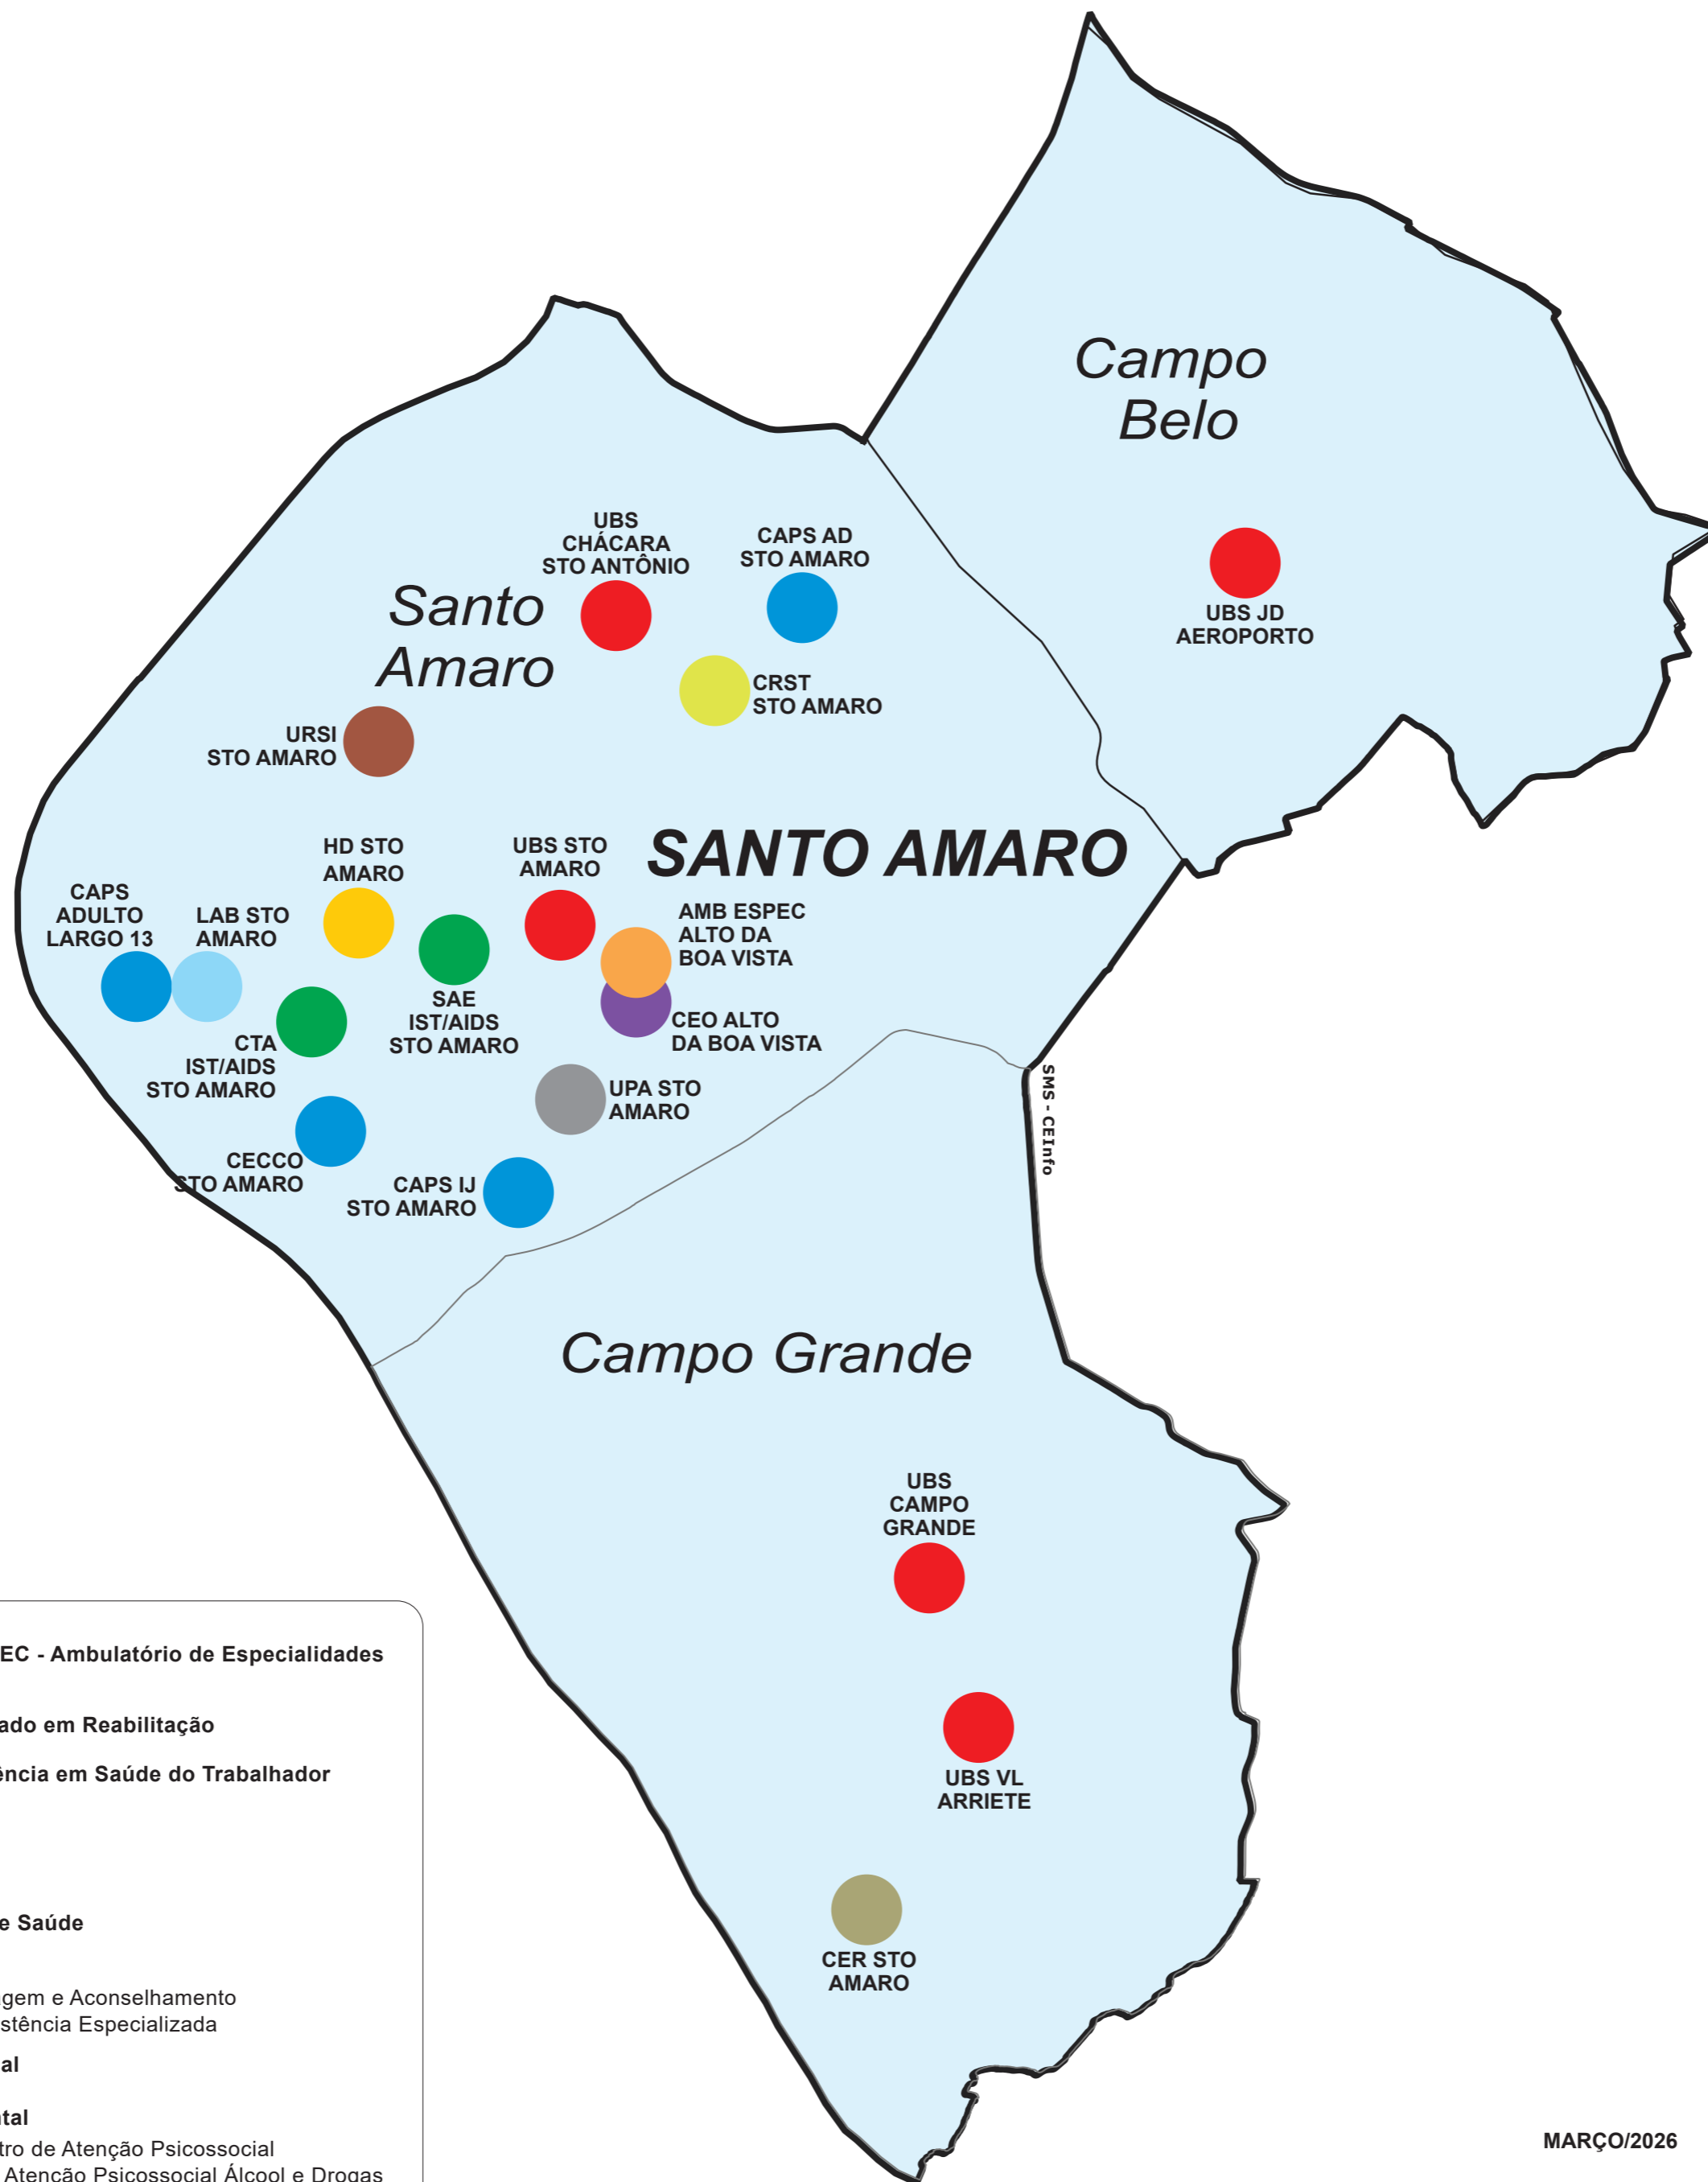 Campo
Belo
UBS
CHÁCARA
STO ANTÔNIO
CAPS AD
STO AMARO
UBS JD
AEROPORTO
Santo
Amaro
CRST
STO AMARO
URSI
STO AMARO
SANTO AMARO
HD STO
AMARO
UBS STO
AMARO
CAPS
ADULTO
LARGO 13
LAB STO
AMARO
AMB ESPEC
ALTO DA
BOA VISTA
SAE
IST/AIDS
STO AMARO
CEO ALTO
DA BOA VISTA
CTA
IST/AIDS
STO AMARO
UPA STO
AMARO
SMS - CEInfo
CECCO
STO AMARO
CAPS IJ
STO AMARO
Campo Grande
UBS
CAMPO
GRANDE
UBS VL
ARRIETE
CER STO
AMARO
EC - Ambulatório de Especialidades
ado em Reabilitação
ência em Saúde do Trabalhador
e Saúde
agem e Aconselhamento
stência Especializada
al
ntal
tro de Atenção Psicossocial
Atenção Psicossocial Álcool e Drogas
MARÇO/2026